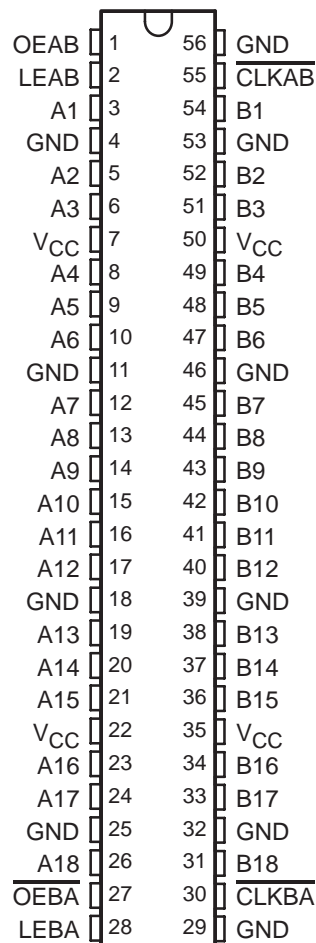 OEAB 1 56 GND
LEAB 2 55 CLKAB
A1 3 54 B1
GND 4 53 GND
A2 5 52 B2
A3 6 51 B3
VCC 7 50 VCC
A4 8 49 B4
A5 9 48 B5
A6 10 47 B6
GND 11 46 GND
A7 12 45 B7
A8 13 44 B8
A9 14 43 B9
A10 15 42 B10
A11 16 41 B11
A12 17 40 B12
GND 18 39 GND
A13 19 38 B13
A14 20 37 B14
A15 21 36 B15
VCC 22 35 VCC
A16 23 34 B16
A17 24 33 B17
GND 25 32 GND
A18 26 31 B18
OEBA 27 30 CLKBA
LEBA 28 29 GND